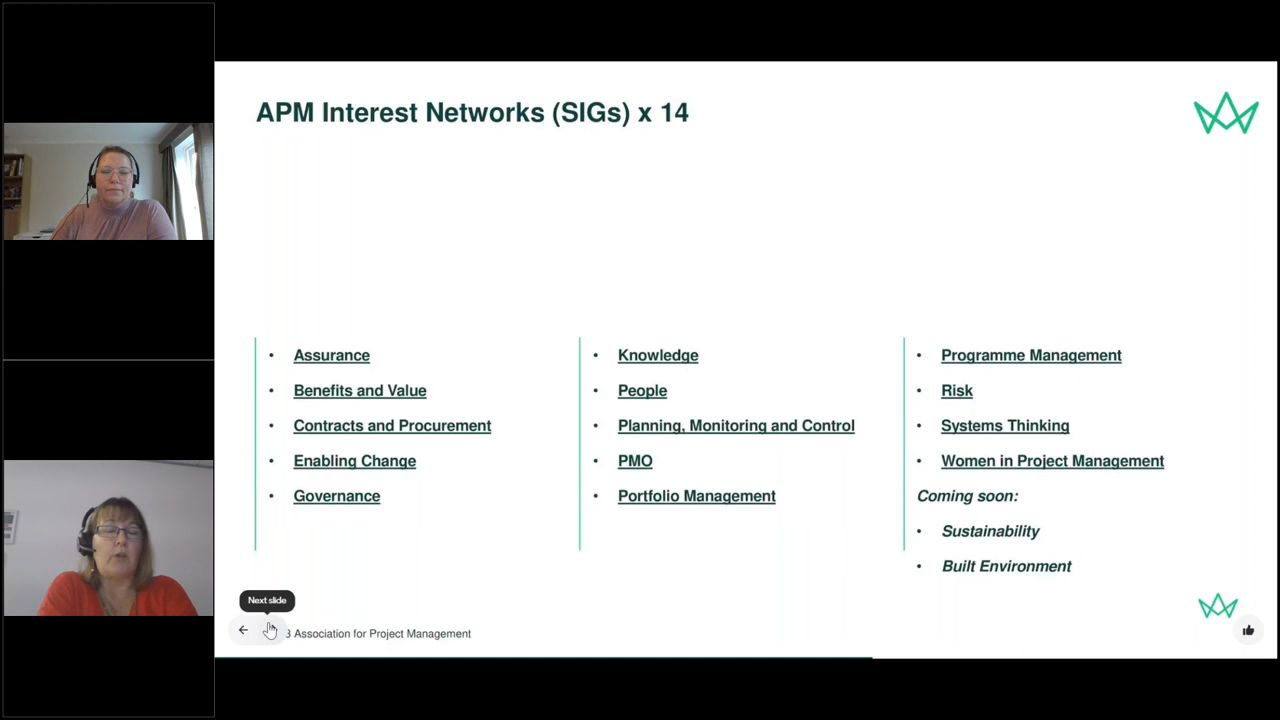 APM Interest Networks (SIGs) x 14
• Assurance
• Benefits and Value
• Contracts and Procurement
• Enabling Change
• Governance
• Knowledge
• People
• Planning, Monitoring and Control
• PMO
• Portfolio Management
• Programme Management
• Risk
• Systems Thinking
• Women in Project Management
Coming soon:
• Sustainability
• Built Environment
Next slide
3 Association for Project Management